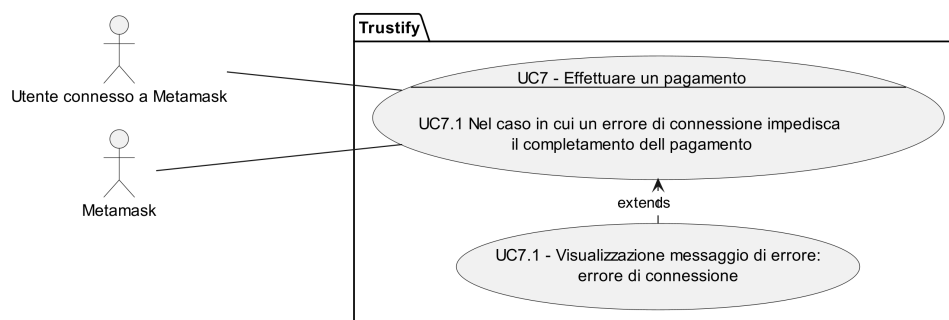 Trustify
Utente connesso a Metamask
Metamask
UC7 - Effettuare un pagamento
UC7.1 Nel caso in cui un errore di connessione impedisca
il completamento dell pagamento
extends
UC7.1 - Visualizzazione messaggio di errore:
errore di connessione